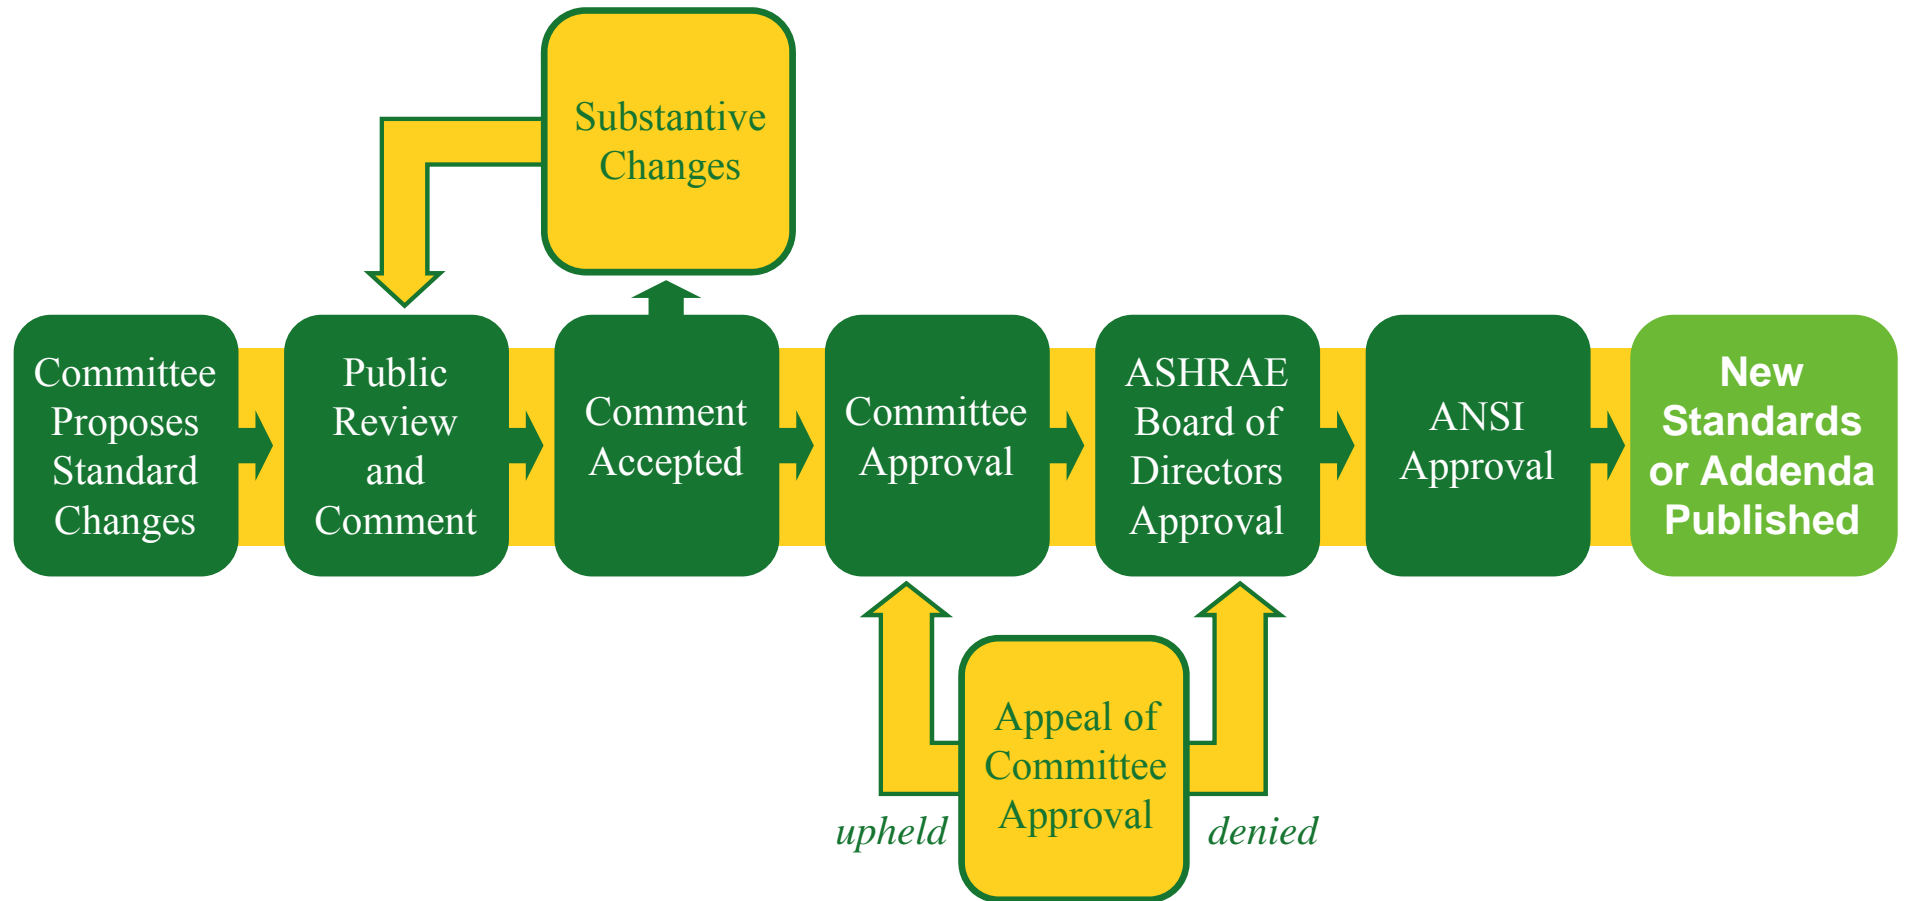 Substantive
Changes
Committee
Proposes
Standard
Changes
Public
Review
and
Comment
Comment
Accepted
Committee
Approval
ASHRAE
Board of
Directors
Approval
ANSI
Approval
New
Standards
or Addenda
Published
Appeal of
Committee
Approval
upheld
denied